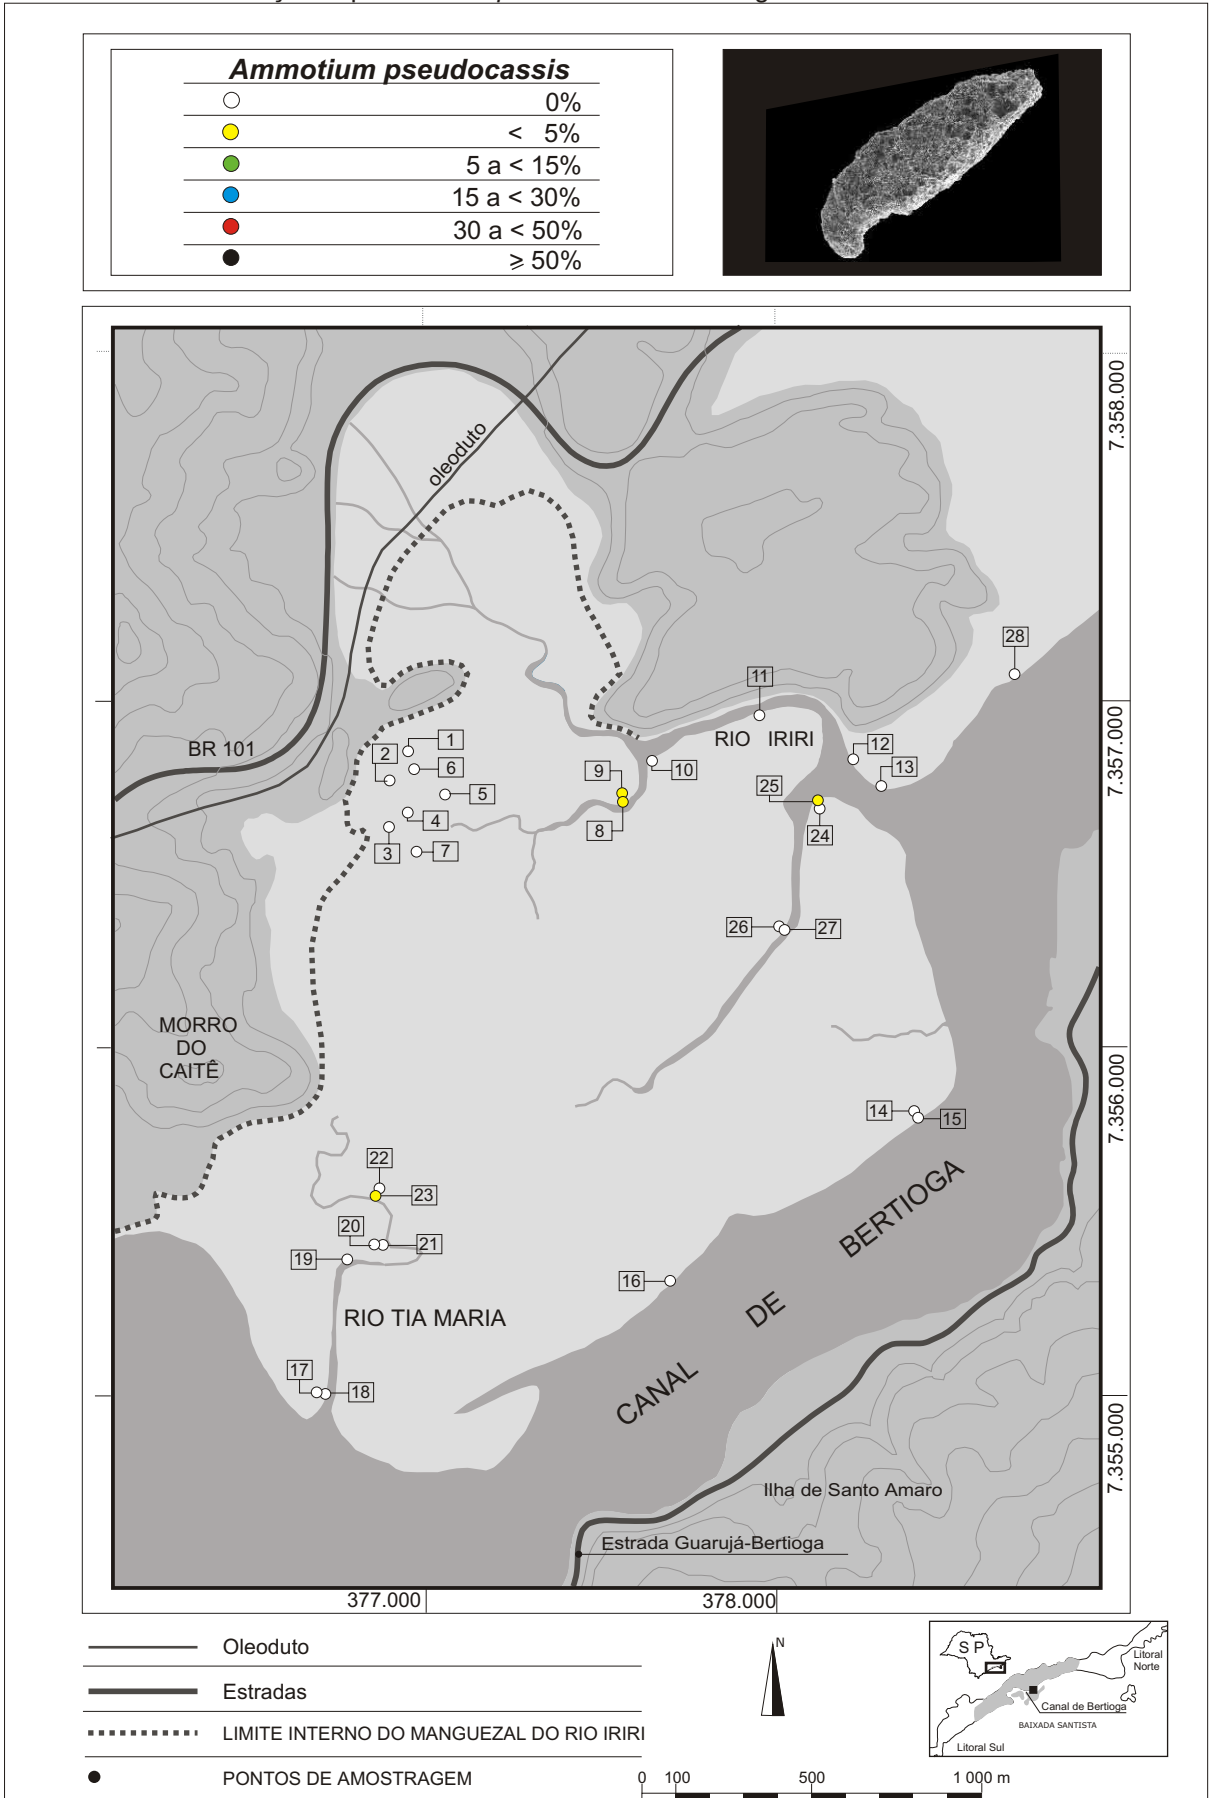 Ammotium pseudocassis
0%
< 5%
5 a < 15%
15 a < 30%
30 a < 50%
⩾ 50%
7.358.000
oleoduto
28
11
RIO IRIRI
BR 101
1
2
6
12
7.357.000
9
10
13
5
25
4
8
24
3
7
26
27
MORRO
DO
CAITÊ
14
15
7.356.000
22
23
BERTIOGA
20
21
19
16
DE
RIO TIA MARIA
17
18
CANAL
7.355.000
Ilha de Santo Amaro
Estrada Guarujá-Bertioga
377.000
378.000
Oleoduto
Estradas
LIMITE INTERNO DO MANGUEZAL DO RIO IRIRI
PONTOS DE AMOSTRAGEM
N
0 100 500 1 000 m
S P
Litoral
Norte
Canal de Bertioga
BAIXADA SANTISTA
Litoral Sul